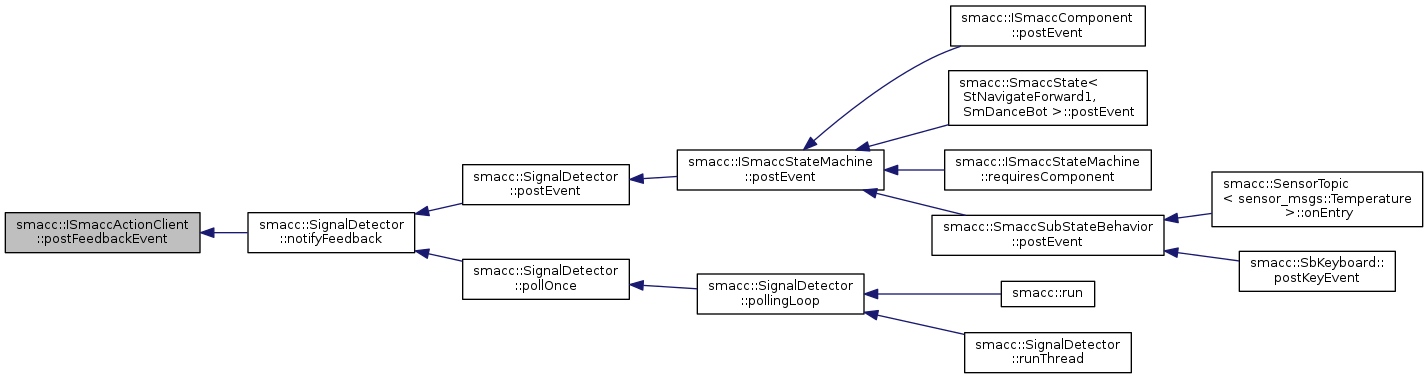 smacc::ISmaccComponent
::postEvent
smacc::SmaccState<
StNavigateForward1,
SmDanceBot >::postEvent
smacc::SignalDetector
::postEvent
smacc::ISmaccStateMachine
::postEvent
smacc::ISmaccStateMachine
::requiresComponent
smacc::SensorTopic
< sensor_msgs::Temperature
>::onEntry
smacc::ISmaccActionClient
::postFeedbackEvent
smacc::SignalDetector
::notifyFeedback
smacc::SmaccSubStateBehavior
::postEvent
smacc::SbKeyboard::
postKeyEvent
smacc::SignalDetector
::pollOnce
smacc::SignalDetector
::pollingLoop
smacc::run
smacc::SignalDetector
::runThread